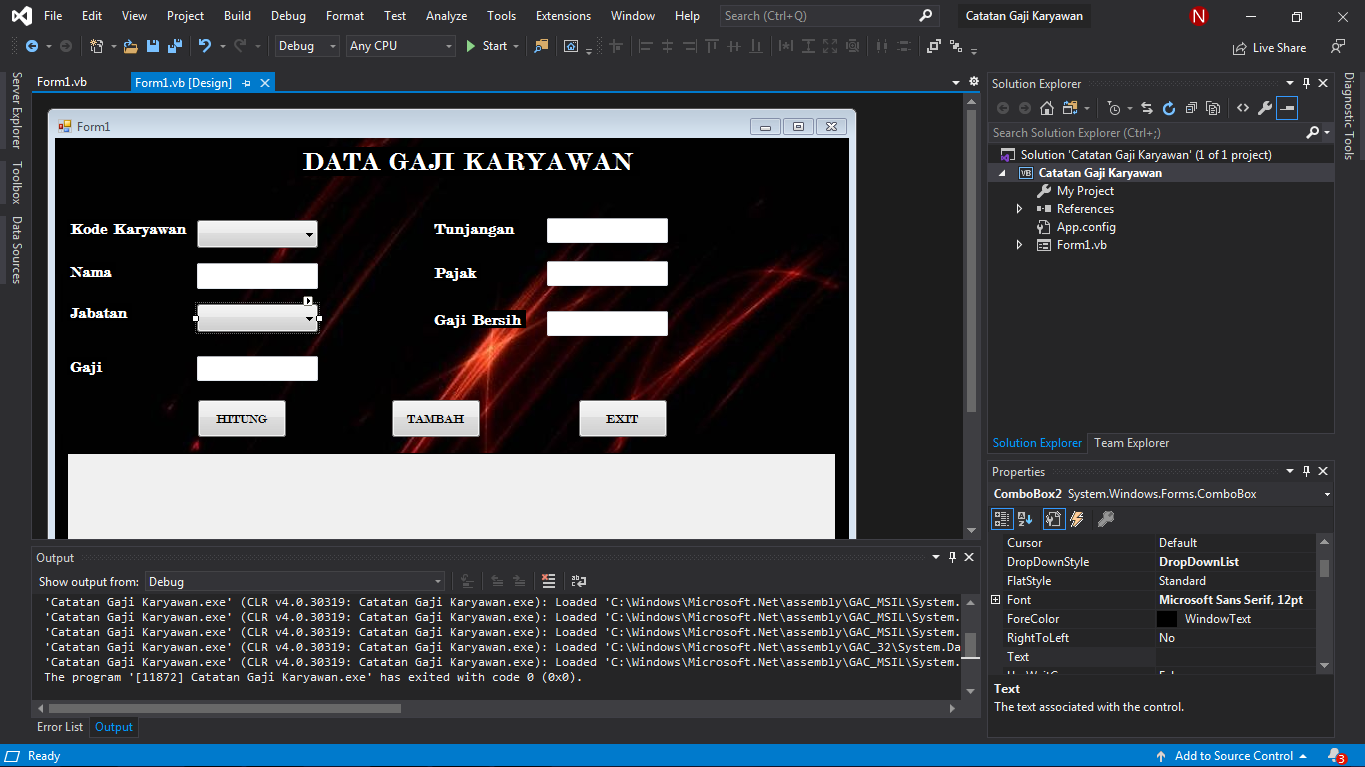 File Edit View Project Build Debug Format Test Analyze Tools Extensions Window Help Search (Ctrl+Q) Catatan Gaji Karyawan N
Debug Any CPU Start Live Share
Server Explorer
Toolbox
Data Sources
Form1.vb Form1.vb [Design]
Form1
DATA GAJI KARYAWAN
Kode Karyawan Tunjangan
Nama Pajak
Jabatan Gaji Bersih
Gaji
HITUNG TAMBAH EXIT
Output
Show output from: Debug
'Catatan Gaji Karyawan.exe' (CLR v4.0.30319: Catatan Gaji Karyawan.exe): Loaded 'C:\Windows\Microsoft.Net\assembly\GAC_MSIL\System.
'Catatan Gaji Karyawan.exe' (CLR v4.0.30319: Catatan Gaji Karyawan.exe): Loaded 'C:\Windows\Microsoft.Net\assembly\GAC_MSIL\System.
'Catatan Gaji Karyawan.exe' (CLR v4.0.30319: Catatan Gaji Karyawan.exe): Loaded 'C:\Windows\Microsoft.Net\assembly\GAC_MSIL\System.
'Catatan Gaji Karyawan.exe' (CLR v4.0.30319: Catatan Gaji Karyawan.exe): Loaded 'C:\Windows\Microsoft.Net\assembly\GAC_32\System.Da
'Catatan Gaji Karyawan.exe' (CLR v4.0.30319: Catatan Gaji Karyawan.exe): Loaded 'C:\Windows\Microsoft.Net\assembly\GAC_MSIL\System.
The program '[11872] Catatan Gaji Karyawan.exe' has exited with code 0 (0x0).
Error List Output
Solution Explorer
Search Solution Explorer (Ctrl+;)
Solution 'Catatan Gaji Karyawan' (1 of 1 project)
VB Catatan Gaji Karyawan
My Project
References
App.config
Form1.vb
Solution Explorer Team Explorer
Properties
ComboBox2 System.Windows.Forms.ComboBox
Cursor Default
DropDownStyle DropDownList
FlatStyle Standard
Font Microsoft Sans Serif, 12pt
ForeColor WindowText
RightToLeft No
Text
Text
The text associated with the control.
Diagnostic Tools
Ready Add to Source Control 3